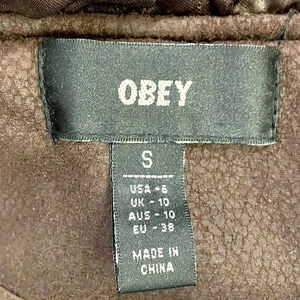 OBEY
S
USA - 6
UK - 10
AUS - 10
EU - 38
MADE IN
CHINA